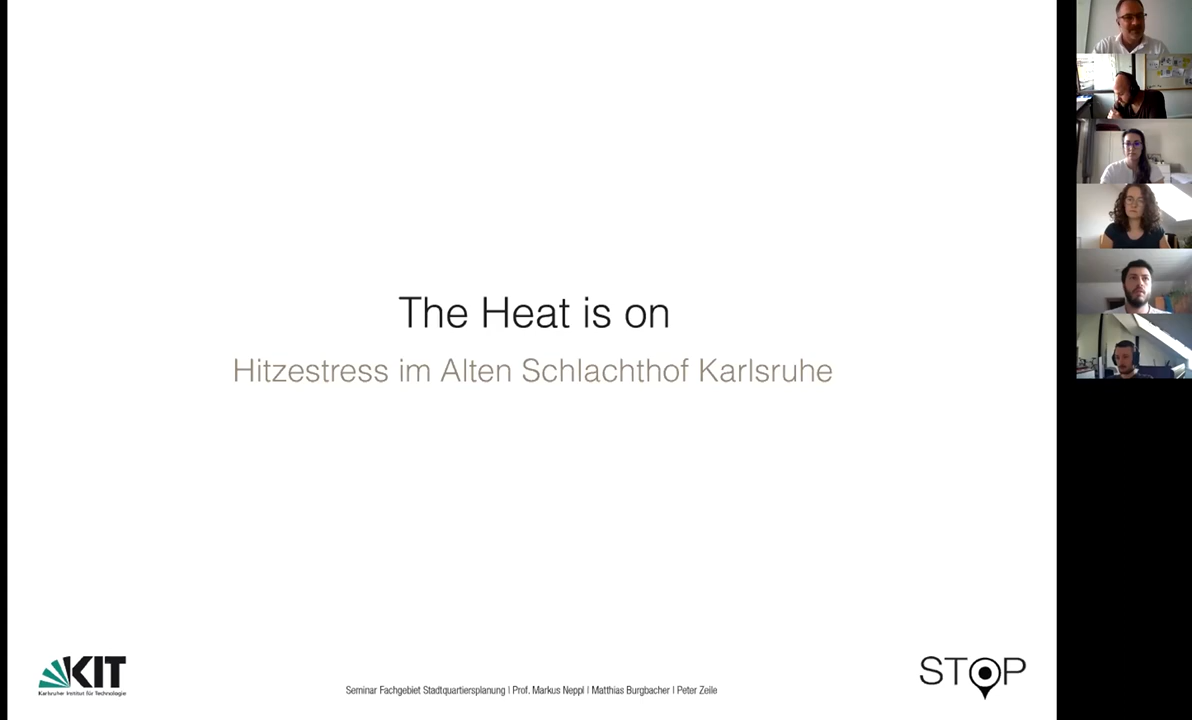 The Heat is on
Hitzestress im Alten Schlachthof Karlsruhe
KIT
Karlsruher Institut für Technologie
Seminar Fachgebiet Stadtquartiersplanung | Prof. Markus Neppl | Matthias Burgbacher | Peter Zeile
STOP